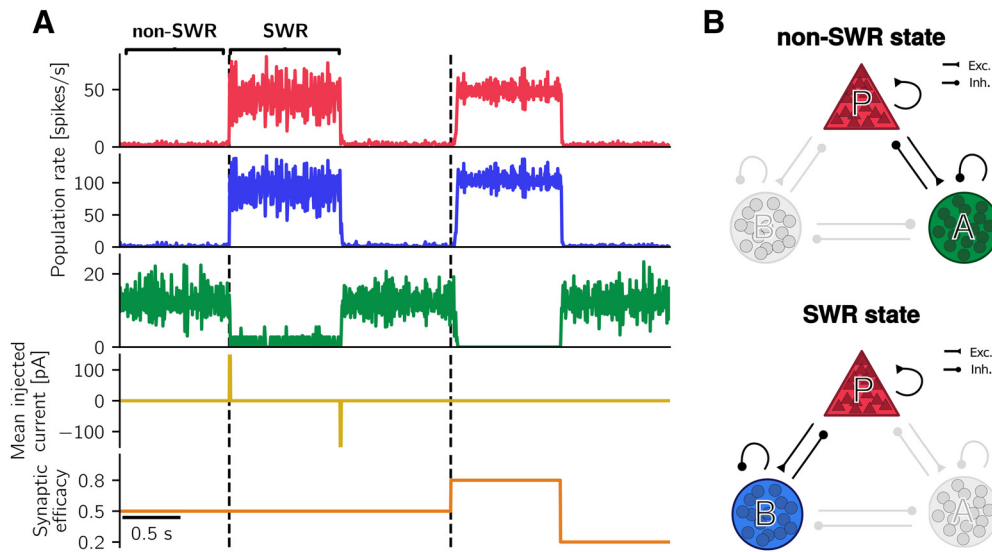 A
non-SWR
SWR
Population rate [spikes/s]
50
0
100
50
0
20
0
Mean injected
current [pA]
100
0
−100
Synaptic
efficacy
0.8
0.5
0.2
0.5 s
B
non-SWR state
Exc.
Inh.
P
B
A
SWR state
Exc.
Inh.
P
B
A